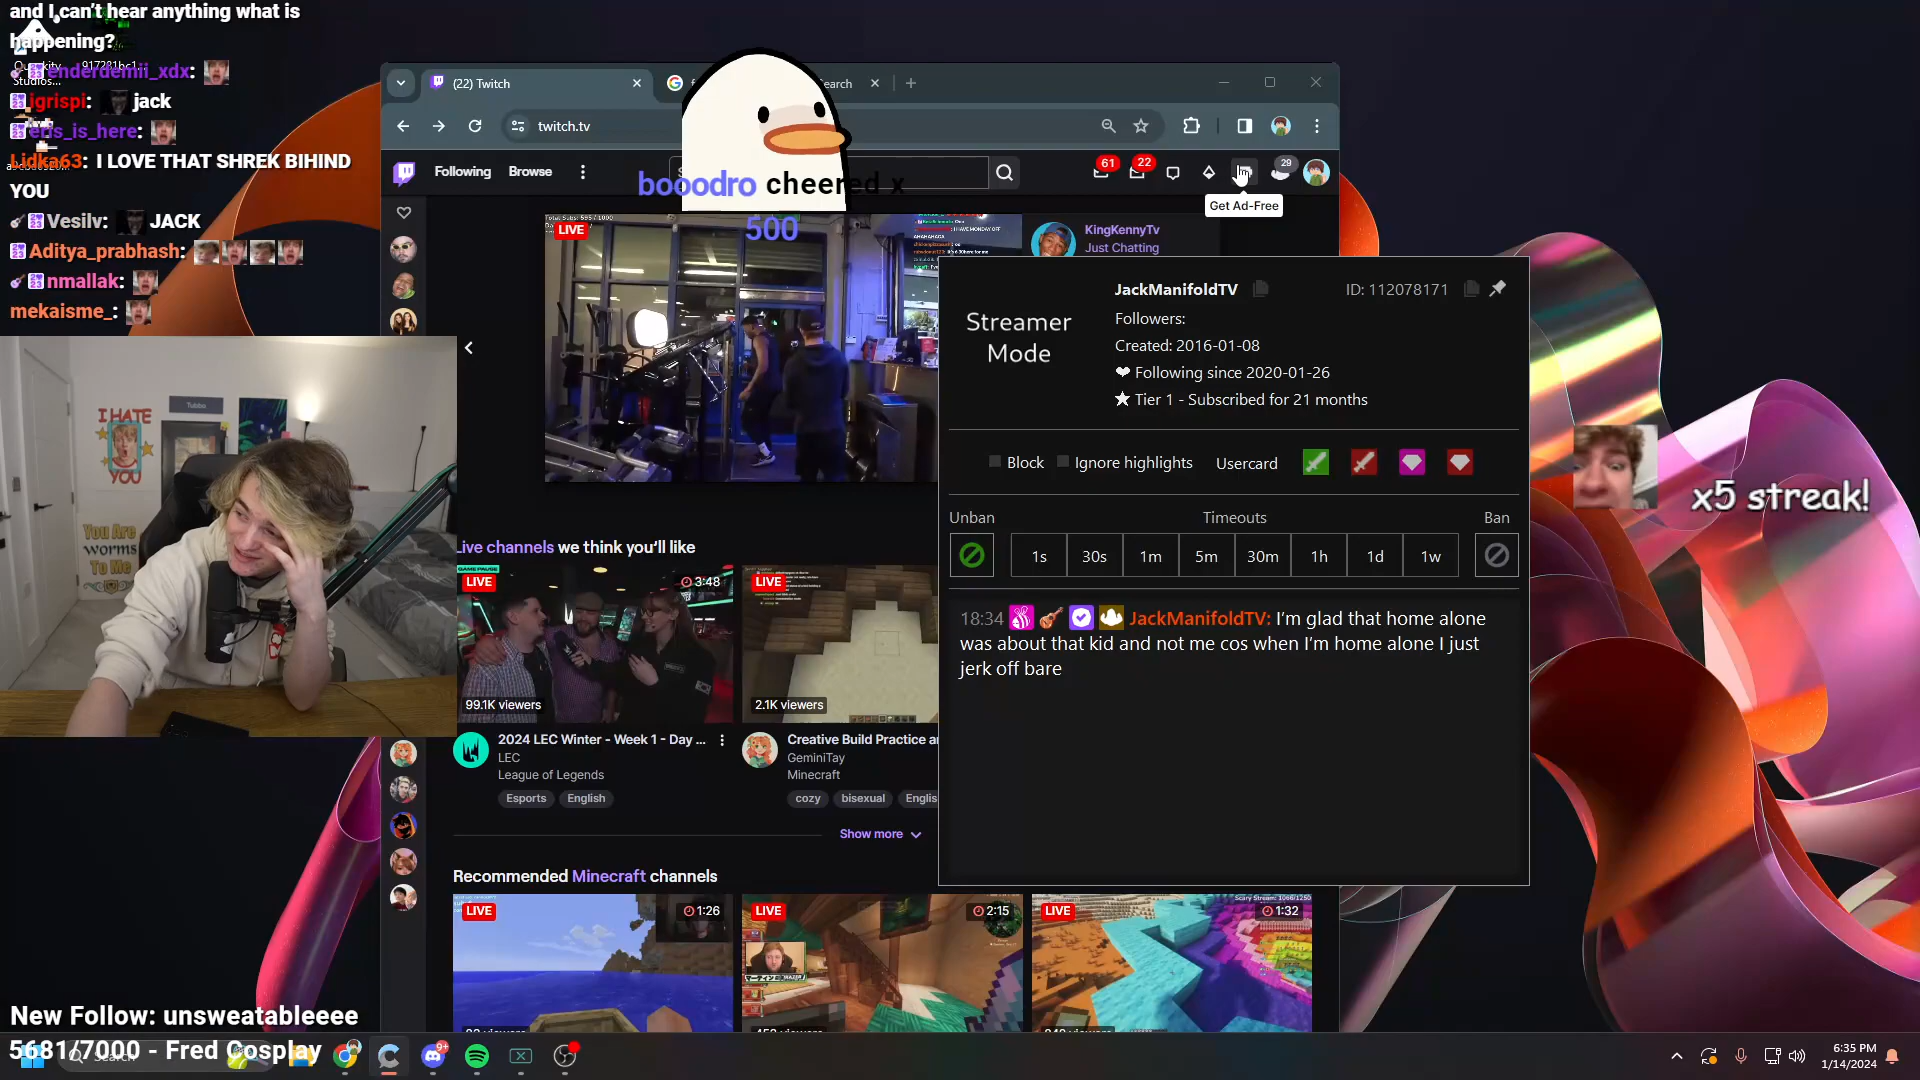 and I can't hear anything what is
happening?
enderdemii_xdx:
jgrispi: jack
eris_is_here:
Lidka63: I LOVE THAT SHREK BIHIND
YOU
Vesilv: JACK
Aditya_prabhash:
nmallak:
mekaisme_:
(22) Twitch
earch
twitch.tv
Following
Browse
61
22
29
Get Ad-Free
booodro cheered x
500
LIVE
KingKennyTv
Just Chatting
Streamer
Mode
JackManifoldTV
ID: 112078171
Followers:
Created: 2016-01-08
Following since 2020-01-26
Tier 1 - Subscribed for 21 months
Block
Ignore highlights
Usercard
Unban
Timeouts
Ban
1s
30s
1m
5m
30m
1h
1d
1w
18:34 JackManifoldTV: I'm glad that home alone
was about that kid and not me cos when I'm home alone I just
jerk off bare
x5 streak!
I HATE
YOU
Tubbo
You Are
worms
To Me
Live channels we think you'll like
GAME PAUSE
LIVE
3:48
99.1K viewers
2024 LEC Winter - Week 1 - Day ...
LEC
League of Legends
Esports
English
LIVE
2.1K viewers
Creative Build Practice a
GeminiTay
Minecraft
cozy
bisexual
Englis
Show more
Recommended Minecraft channels
LIVE
1:26
LIVE
2:15
LIVE
1:32
New Follow: unsweatableeee
5681/7000 - Fred Cosplay
Search
9+
6:35 PM
1/14/2024